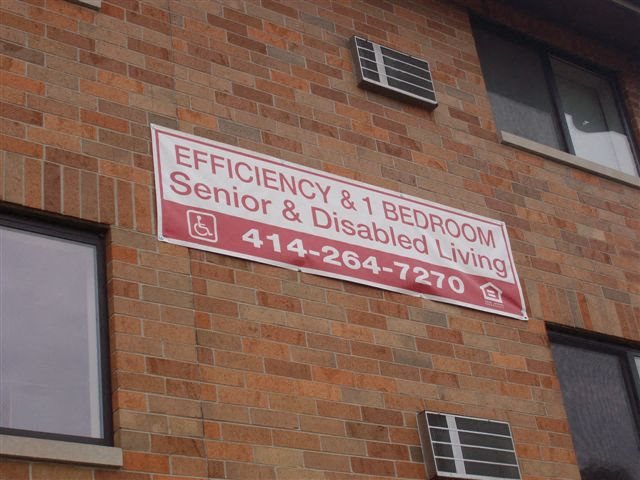 EFFICIENCY & 1 BEDROOM
Senior & Disabled Living
414-264-7270